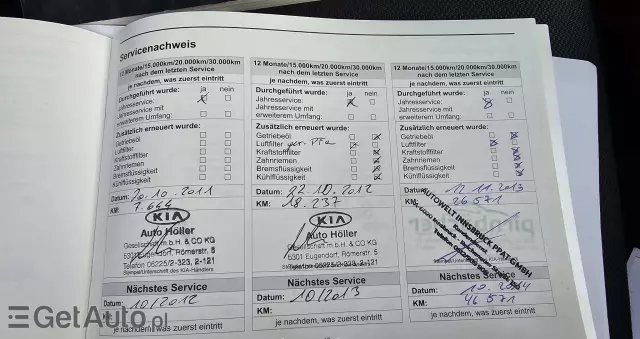 Servicenachweis
12 Monate/15.000km/20.000km/30.000km
nach dem letzten Service
je nachdem, was zuerst eintritt
Durchgeführt wurde: ja nein
Jahresservice:
Jahresservice mit
erweitertem Umfang:
Zusätzlich erneuert wurde:
Getriebeöl
Luftfilter
Kraftstofffilter
Zahnriemen
Bremsflüssigkeit
Kühlflüssigkeit
Datum: 20.10.2011
KM: 7.644
KIA
Auto Höller
Gesellschaft m.b.H. & CO KG
5301 Eugendorf, Römerstr. 5
Telefon 06225/2-323, 2-121
Stempel/Unterschrift des KIA-Händlers
Nächstes Service
Datum: 10/2012
KM:
je nachdem, was zuerst eintritt
12 Monate/15.000km/20.000km/30.000km
nach dem letzten Service
je nachdem, was zuerst eintritt
Durchgeführt wurde: ja nein
Jahresservice:
Jahresservice mit
erweitertem Umfang:
Zusätzlich erneuert wurde:
Getriebeöl
Luftfilter
Kraftstofffilter
Zahnriemen
Bremsflüssigkeit
Kühlflüssigkeit
Datum: 22.10.2012
KM: 18.237
KIA
Auto Höller
Gesellschaft m.b.H. & CO KG
5301 Eugendorf, Römerstr. 5
Telefon 06225/2-323, 2-121
Nächstes Service
Datum: 10/2013
KM:
je nachdem, was zuerst eintritt
12 Monate/15.000km/20.000km/30.000km
nach dem letzten Service
je nachdem, was zuerst eintritt
Durchgeführt wurde: ja nein
Jahresservice:
Jahresservice mit
erweitertem Umfang:
Zusätzlich erneuert wurde:
Getriebeöl
Luftfilter
Kraftstofffilter
Zahnriemen
Bremsflüssigkeit
Kühlflüssigkeit
Datum: 12.11.2013
KM: 26.571
AUTOWELT INNSBRUCK PPAT GMBH
Nächstes Service
Datum: 10.2014
KM: 46.571
je nachdem, was zuerst eintritt
GetAuto.pl